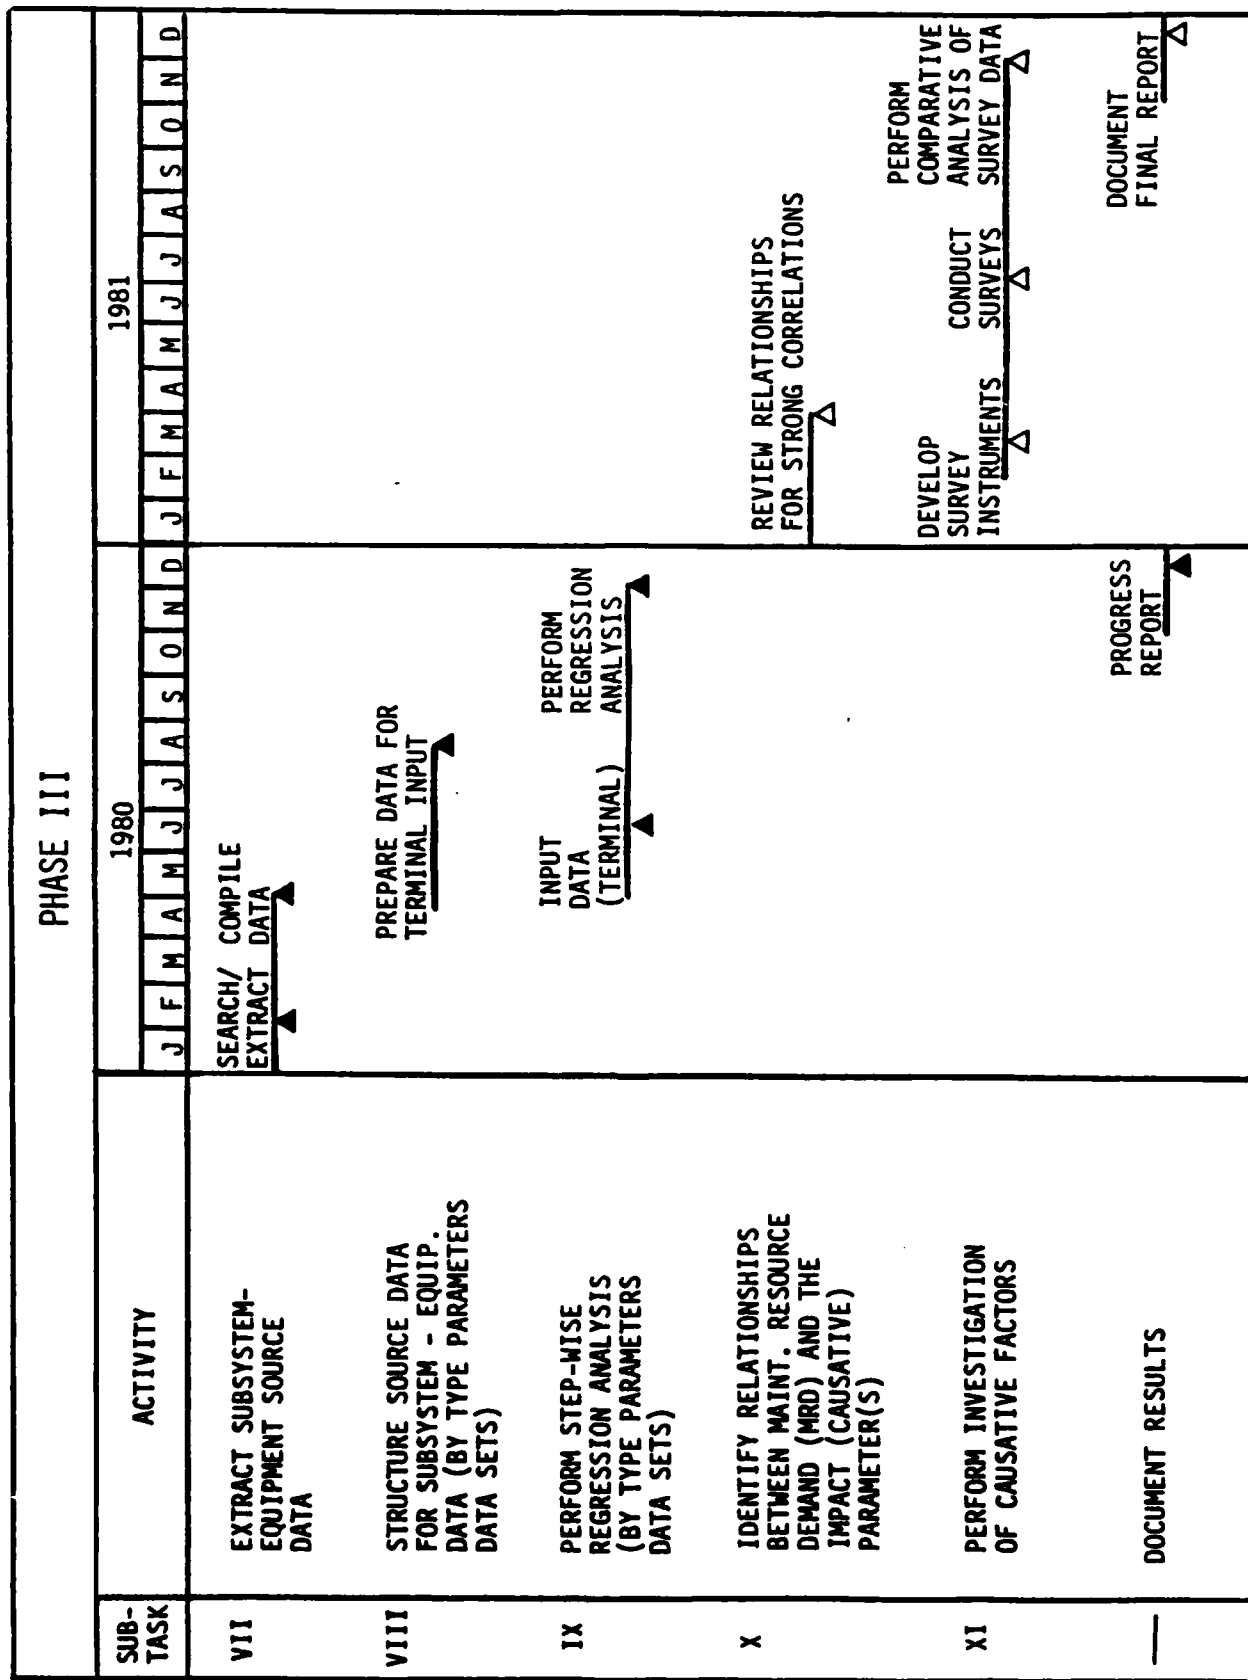 PHASE III
SUB-
TASK
ACTIVITY
1980
1981
J F M A M J J A S O N D
J F M A M J J A S O N D
VII
EXTRACT SUBSYSTEM-
EQUIPMENT SOURCE
DATA
SEARCH/ COMPILE
EXTRACT DATA
VIII
STRUCTURE SOURCE DATA
FOR SUBSYSTEM - EQUIP.
DATA (BY TYPE PARAMETERS
DATA SETS)
PREPARE DATA FOR
TERMINAL INPUT
IX
PERFORM STEP-WISE
REGRESSION ANALYSIS
(BY TYPE PARAMETERS
DATA SETS)
INPUT
DATA
(TERMINAL)
PERFORM
REGRESSION
ANALYSIS
X
IDENTIFY RELATIONSHIPS
BETWEEN MAINT. RESOURCE
DEMAND (MRD) AND THE
IMPACT (CAUSATIVE)
PARAMETER(S)
REVIEW RELATIONSHIPS
FOR STRONG CORRELATIONS
XI
PERFORM INVESTIGATION
OF CAUSATIVE FACTORS
DEVELOP
SURVEY
INSTRUMENTS
CONDUCT
SURVEYS
PERFORM
COMPARATIVE
ANALYSIS OF
SURVEY DATA
—
DOCUMENT RESULTS
PROGRESS
REPORT
DOCUMENT
FINAL REPORT